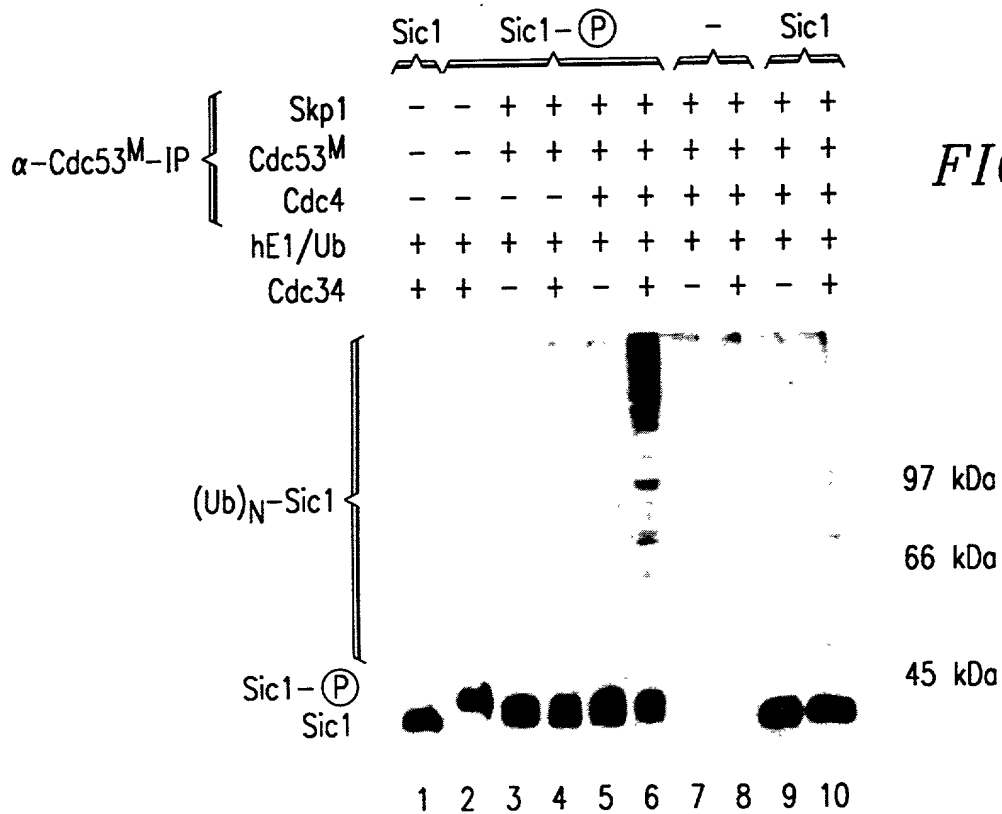 Sic1 Sic1-Ⓟ - Sic1
Skp1 - - + + + + + + + +
α-Cdc53ᴹ-IP Cdc53ᴹ - - + + + + + + + +
Cdc4 - - - - + + + + + +
hE1/Ub + + + + + + + + + +
Cdc34 + + - + - + - + - +
FIG
97 kDa
(Ub)N-Sic1
66 kDa
45 kDa
Sic1-Ⓟ
Sic1
1 2 3 4 5 6 7 8 9 10